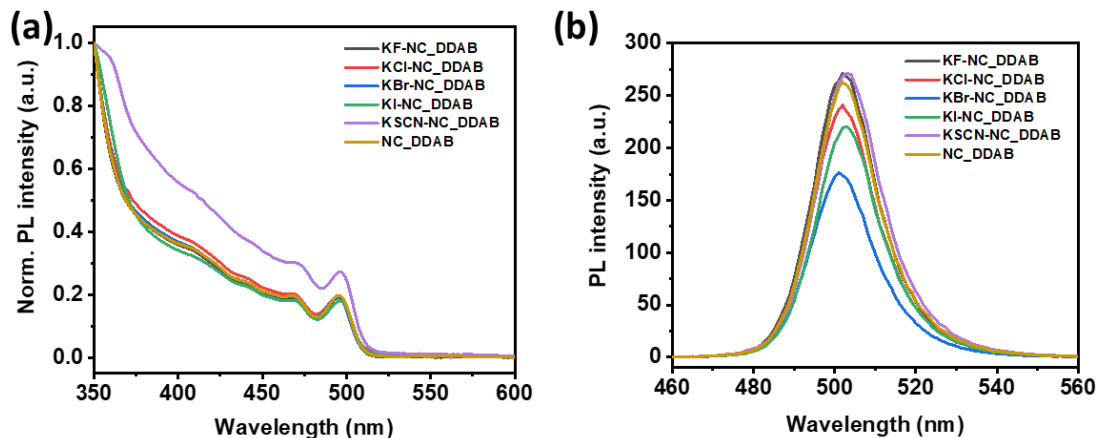 (a)
Norm. PL intensity (a.u.)
1.0
0.8
0.6
0.4
0.2
0.0
KF-NC_DDAB
KCl-NC_DDAB
KBr-NC_DDAB
KI-NC_DDAB
KSCN-NC_DDAB
NC_DDAB
350 400 450 500 550 600
Wavelength (nm)
(b)
PL intensity (a.u.)
300
250
200
150
100
50
0
KF-NC_DDAB
KCl-NC_DDAB
KBr-NC_DDAB
KI-NC_DDAB
KSCN-NC_DDAB
NC_DDAB
460 480 500 520 540 560
Wavelength (nm)